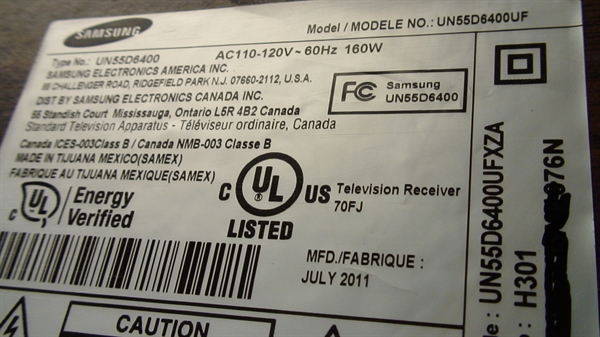 SAMSUNG
Model / MODELE NO.: UN55D6400UF
Type No.: UN55D6400
AC110-120V~ 60Hz 160W
SAMSUNG ELECTRONICS AMERICA INC.
CHALLENGER ROAD, RIDGEFIELD PARK N.J. 07660-2112, U.S.A.
DIST BY SAMSUNG ELECTRONICS CANADA INC.
55 Standish Court Mississauga, Ontario L5R 4B2 Canada
Standard Television Apparatus - Téléviseur ordinaire, Canada
FC Samsung
UN55D6400
Canada ICES-003Class B / Canada NMB-003 Classe B
MADE IN TIJUANA MEXICO(SAMEX)
FABRIQUE AU TIJUANA MEXIQUE(SAMEX)
C UL
Energy
Verified
C UL US
LISTED
Television Receiver
70FJ
MFD./FABRIQUE :
JULY 2011
CAUTION
: UN55D6400UFXZA
: H301 76N